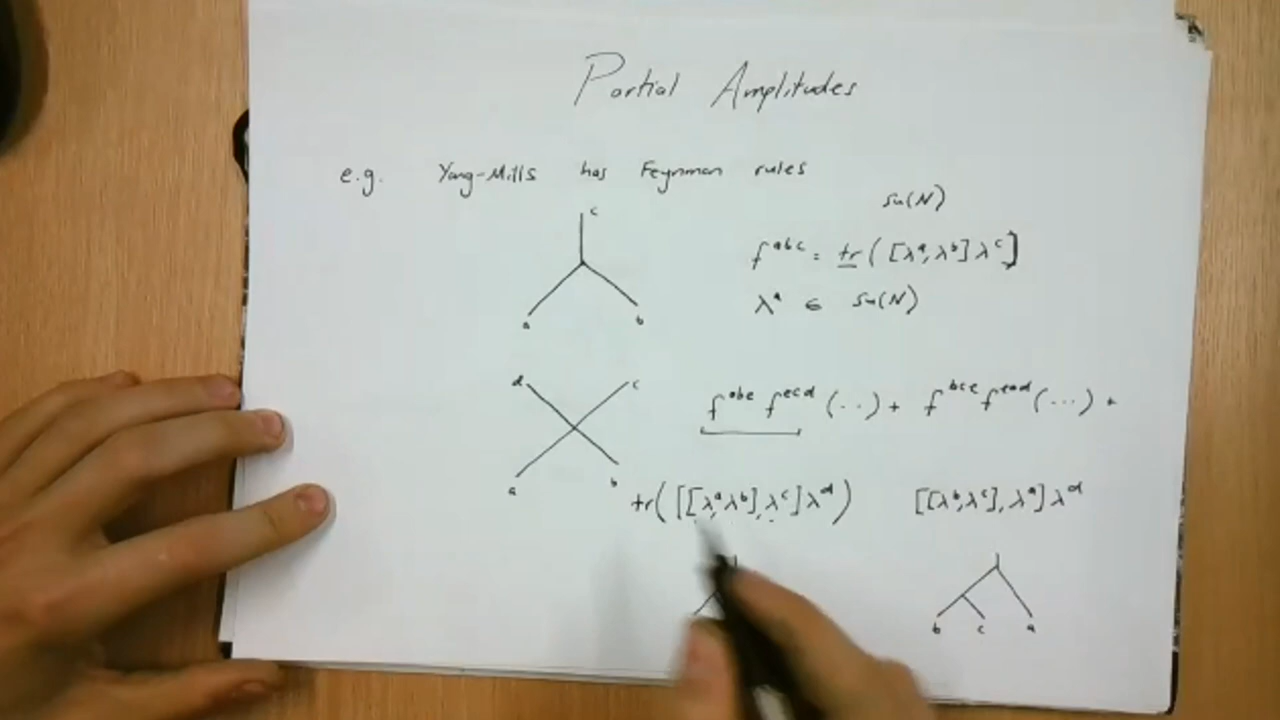 Partial Amplitudes
e.g. Yang-Mills has Feynman rules
su(N)
c
a b
f^{abc} = tr([λ^a, λ^b] λ^c]
λ^a ∈ su(N)
d c
a b
f^{abe} f^{ecd} (...) + f^{bce} f^{ead} (...) +
tr([[λ^a, λ^b], λ^c] λ^d) [[λ^b, λ^c], λ^a] λ^d
b c a